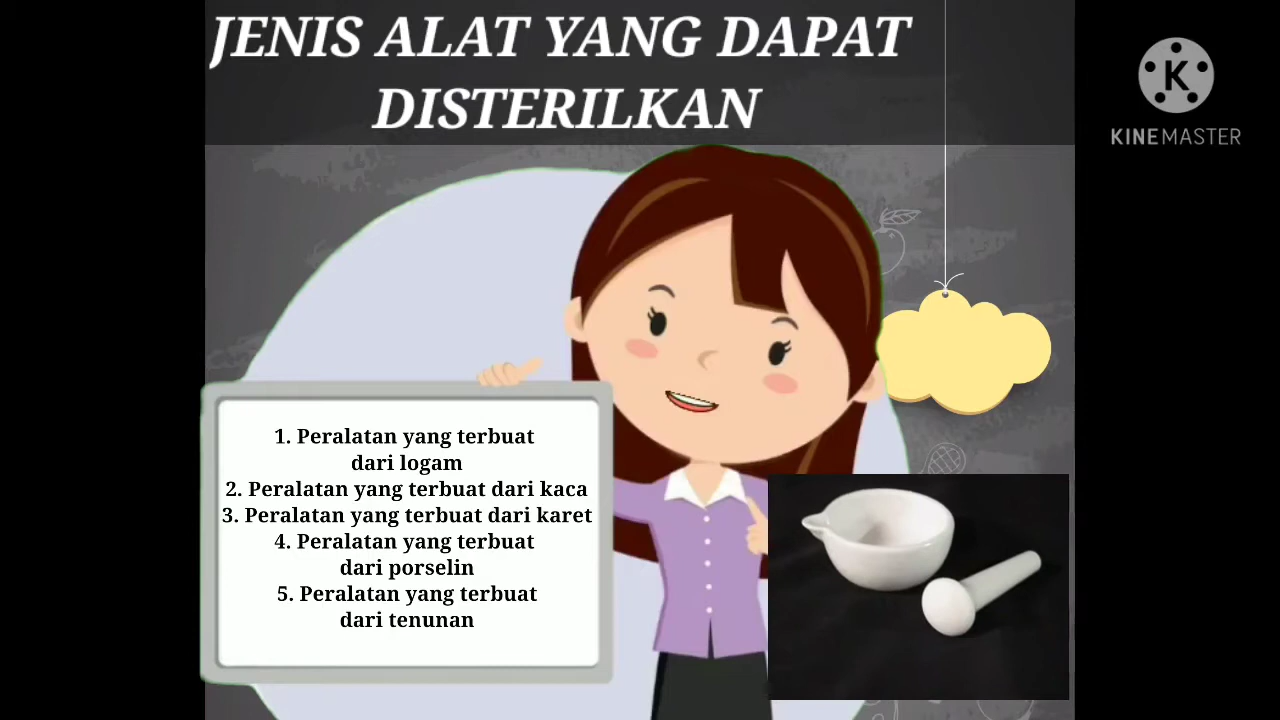 JENIS ALAT YANG DAPAT
DISTERILKAN
K
KINEMASTER
1. Peralatan yang terbuat
dari logam
2. Peralatan yang terbuat dari kaca
3. Peralatan yang terbuat dari karet
4. Peralatan yang terbuat
dari porselin
5. Peralatan yang terbuat
dari tenunan